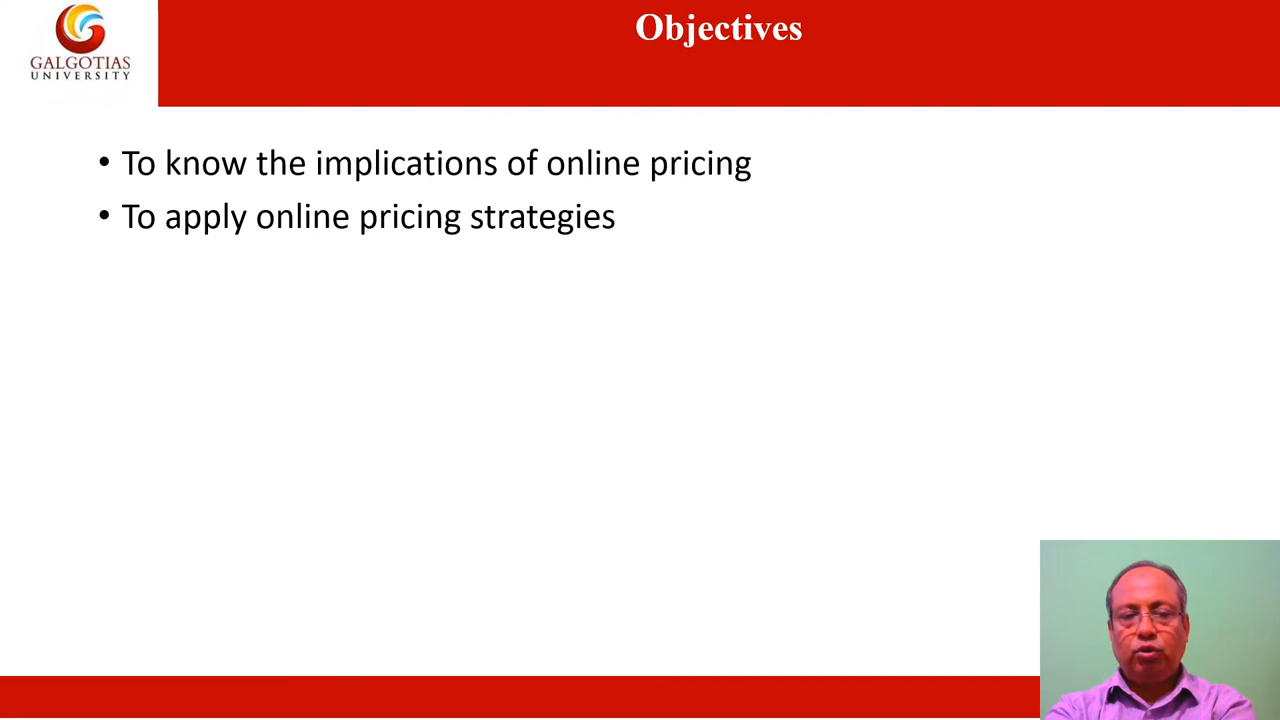 GALGOTIAS
UNIVERSITY
Objectives
• To know the implications of online pricing
• To apply online pricing strategies